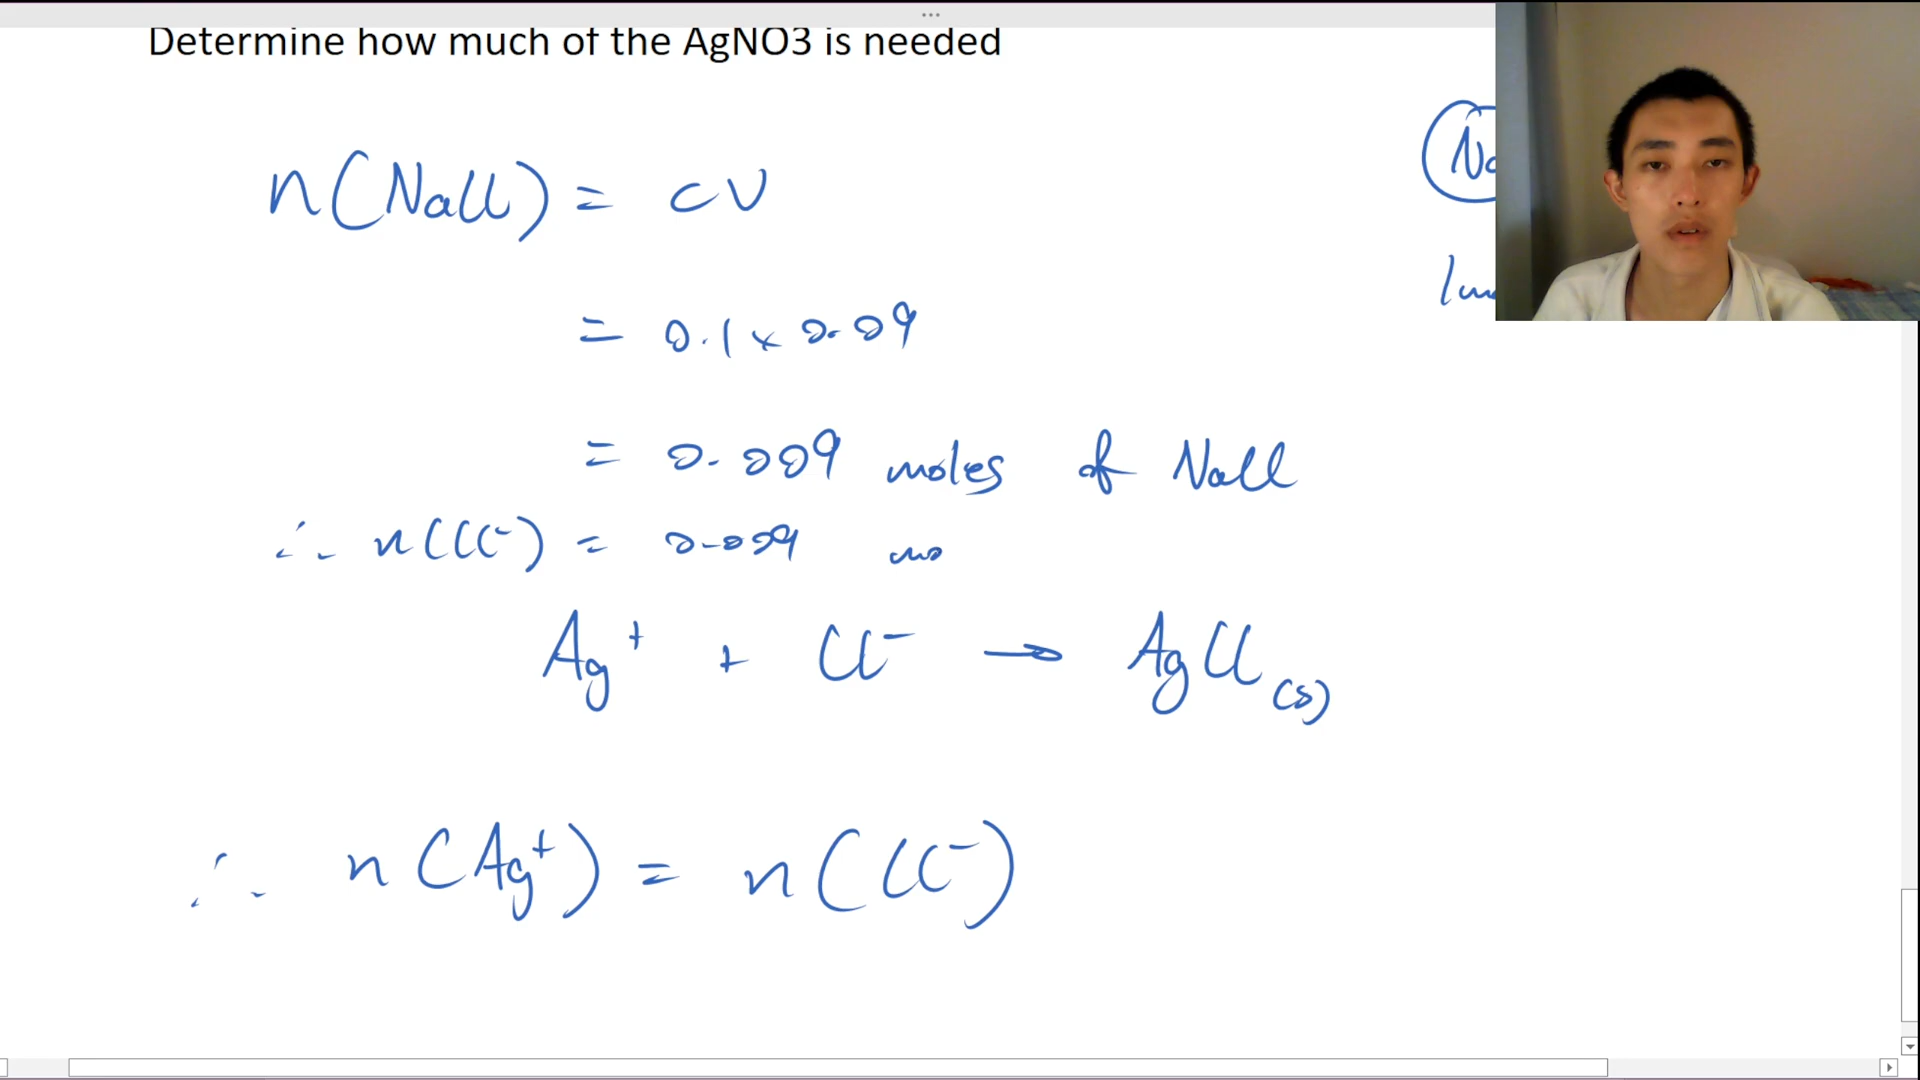 Determine how much of the AgNO3 is needed
n(NaCl) = cV
Na
= 0.1 x 0.09
= 0.009 moles of NaCl
∴ n(Cl⁻) = 0.009
Ag⁺ + Cl⁻ → AgCl(s)
∴ n(Ag⁺) = n(Cl⁻)